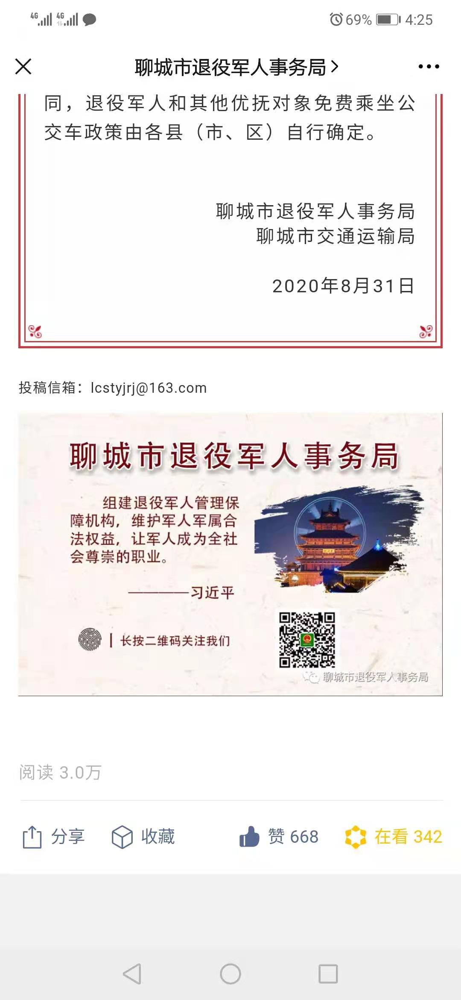 4G 4G 69% 4:25
聊城市退役军人事务局
同，退役军人和其他优抚对象免费乘坐公
交车政策由各县（市、区）自行确定。
聊城市退役军人事务局
聊城市交通运输局
2020年8月31日
投稿信箱：lcstyjrj@163.com
聊城市退役军人事务局
组建退役军人管理保
障机构，维护军人军属合
法权益，让军人成为全社
会尊崇的职业。
————习近平
长按二维码关注我们
聊城市退役军人事务局
阅读 3.0万
分享 收藏 赞 668 在看 342